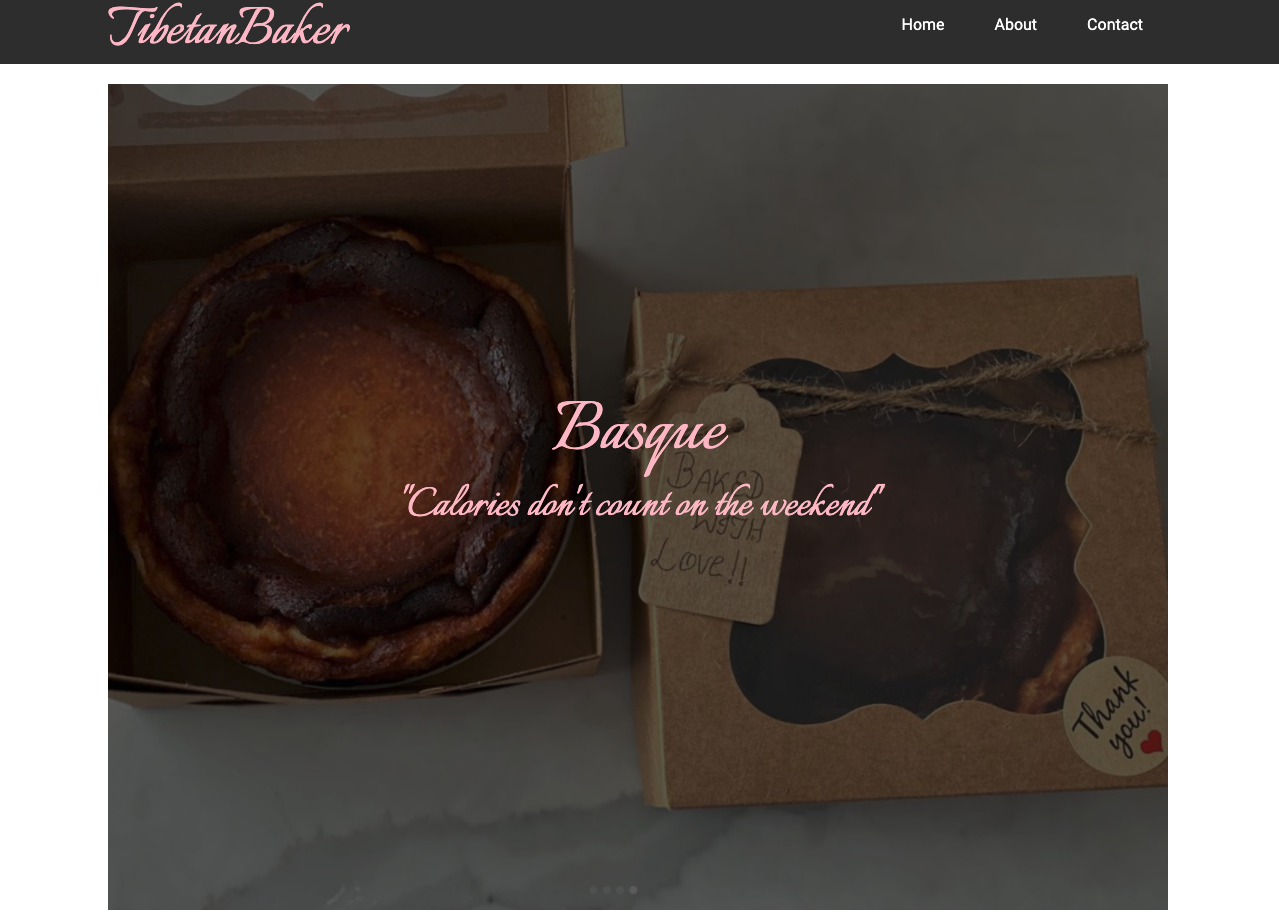 TibetanBaker
Home About Contact
Basque
"Calories don't count on the weekend"
BAKED
WITH
LOVE!!
Thank
you!